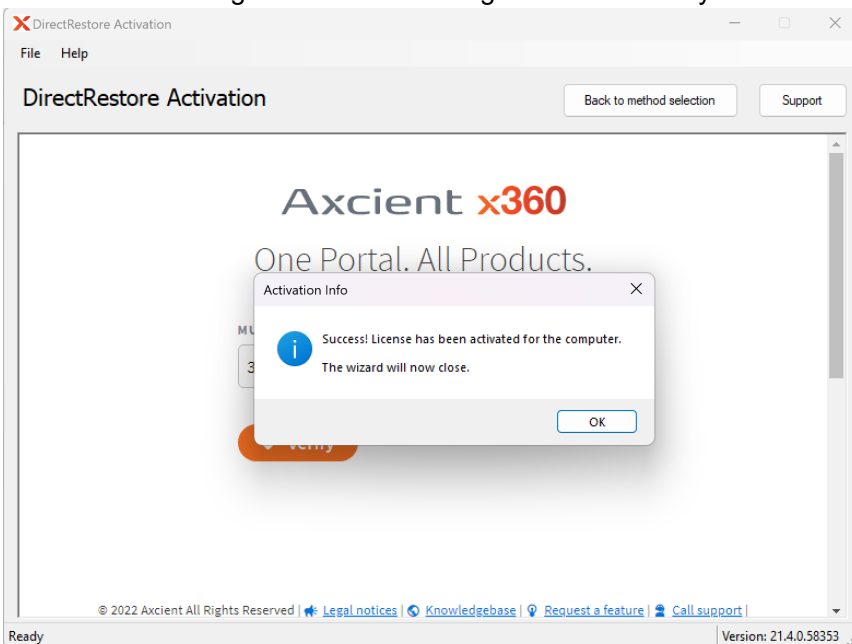 DirectRestore Activation
File Help
DirectRestore Activation
Back to method selection
Support
Axcient x360
One Portal. All Products.
Activation Info
MU
3
Success! License has been activated for the computer.
The wizard will now close.
OK
© 2022 Axcient All Rights Reserved | Legal notices | Knowledgebase | Request a feature | Call support |
Ready
Version: 21.4.0.58353